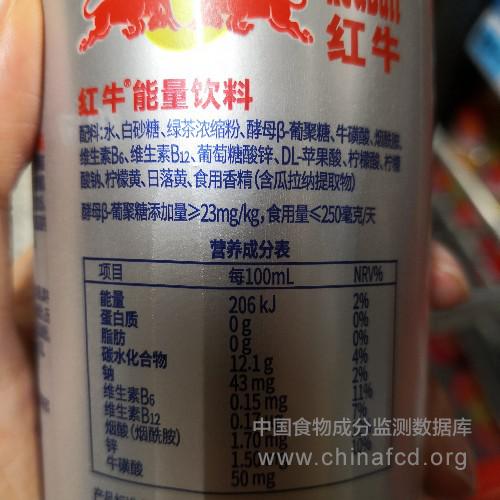 红牛
红牛®能量饮料
配料:水、白砂糖、绿茶浓缩粉、酵母β-葡聚糖、牛磺酸、烟酰胺、
维生素B6、维生素B12、葡萄糖酸锌、DL-苹果酸、柠檬酸、柠檬
酸钠、柠檬黄、日落黄、食用香精(含瓜拉纳提取物)
酵母β-葡聚糖添加量≥23mg/kg,食用量≤250毫克/天
营养成分表
项目 每100mL NRV%
能量 206 kJ 2%
蛋白质 0 g 0%
脂肪 0 g 0%
碳水化合物 12.1 g 4%
钠 43 mg 2%
维生素B6 0.15 mg 11%
维生素B12 7%
烟酸(烟酰胺) 1.70 mg
锌
牛磺酸 50 mg
中国食物成分监测数据库
www.chinafcd.org